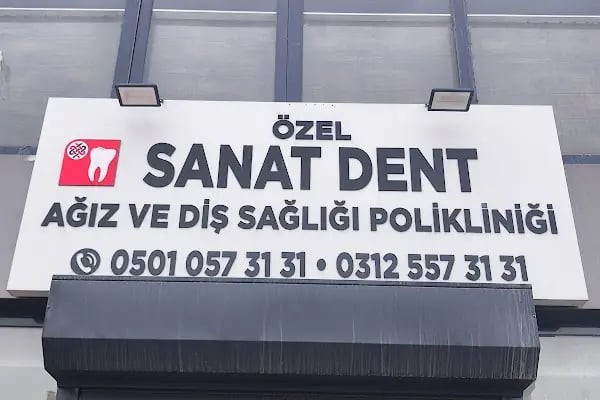 ÖZEL
SANAT DENT
AĞIZ VE DİŞ SAĞLIĞI POLİKLİNİĞİ
0501 057 31 31 • 0312 557 31 31